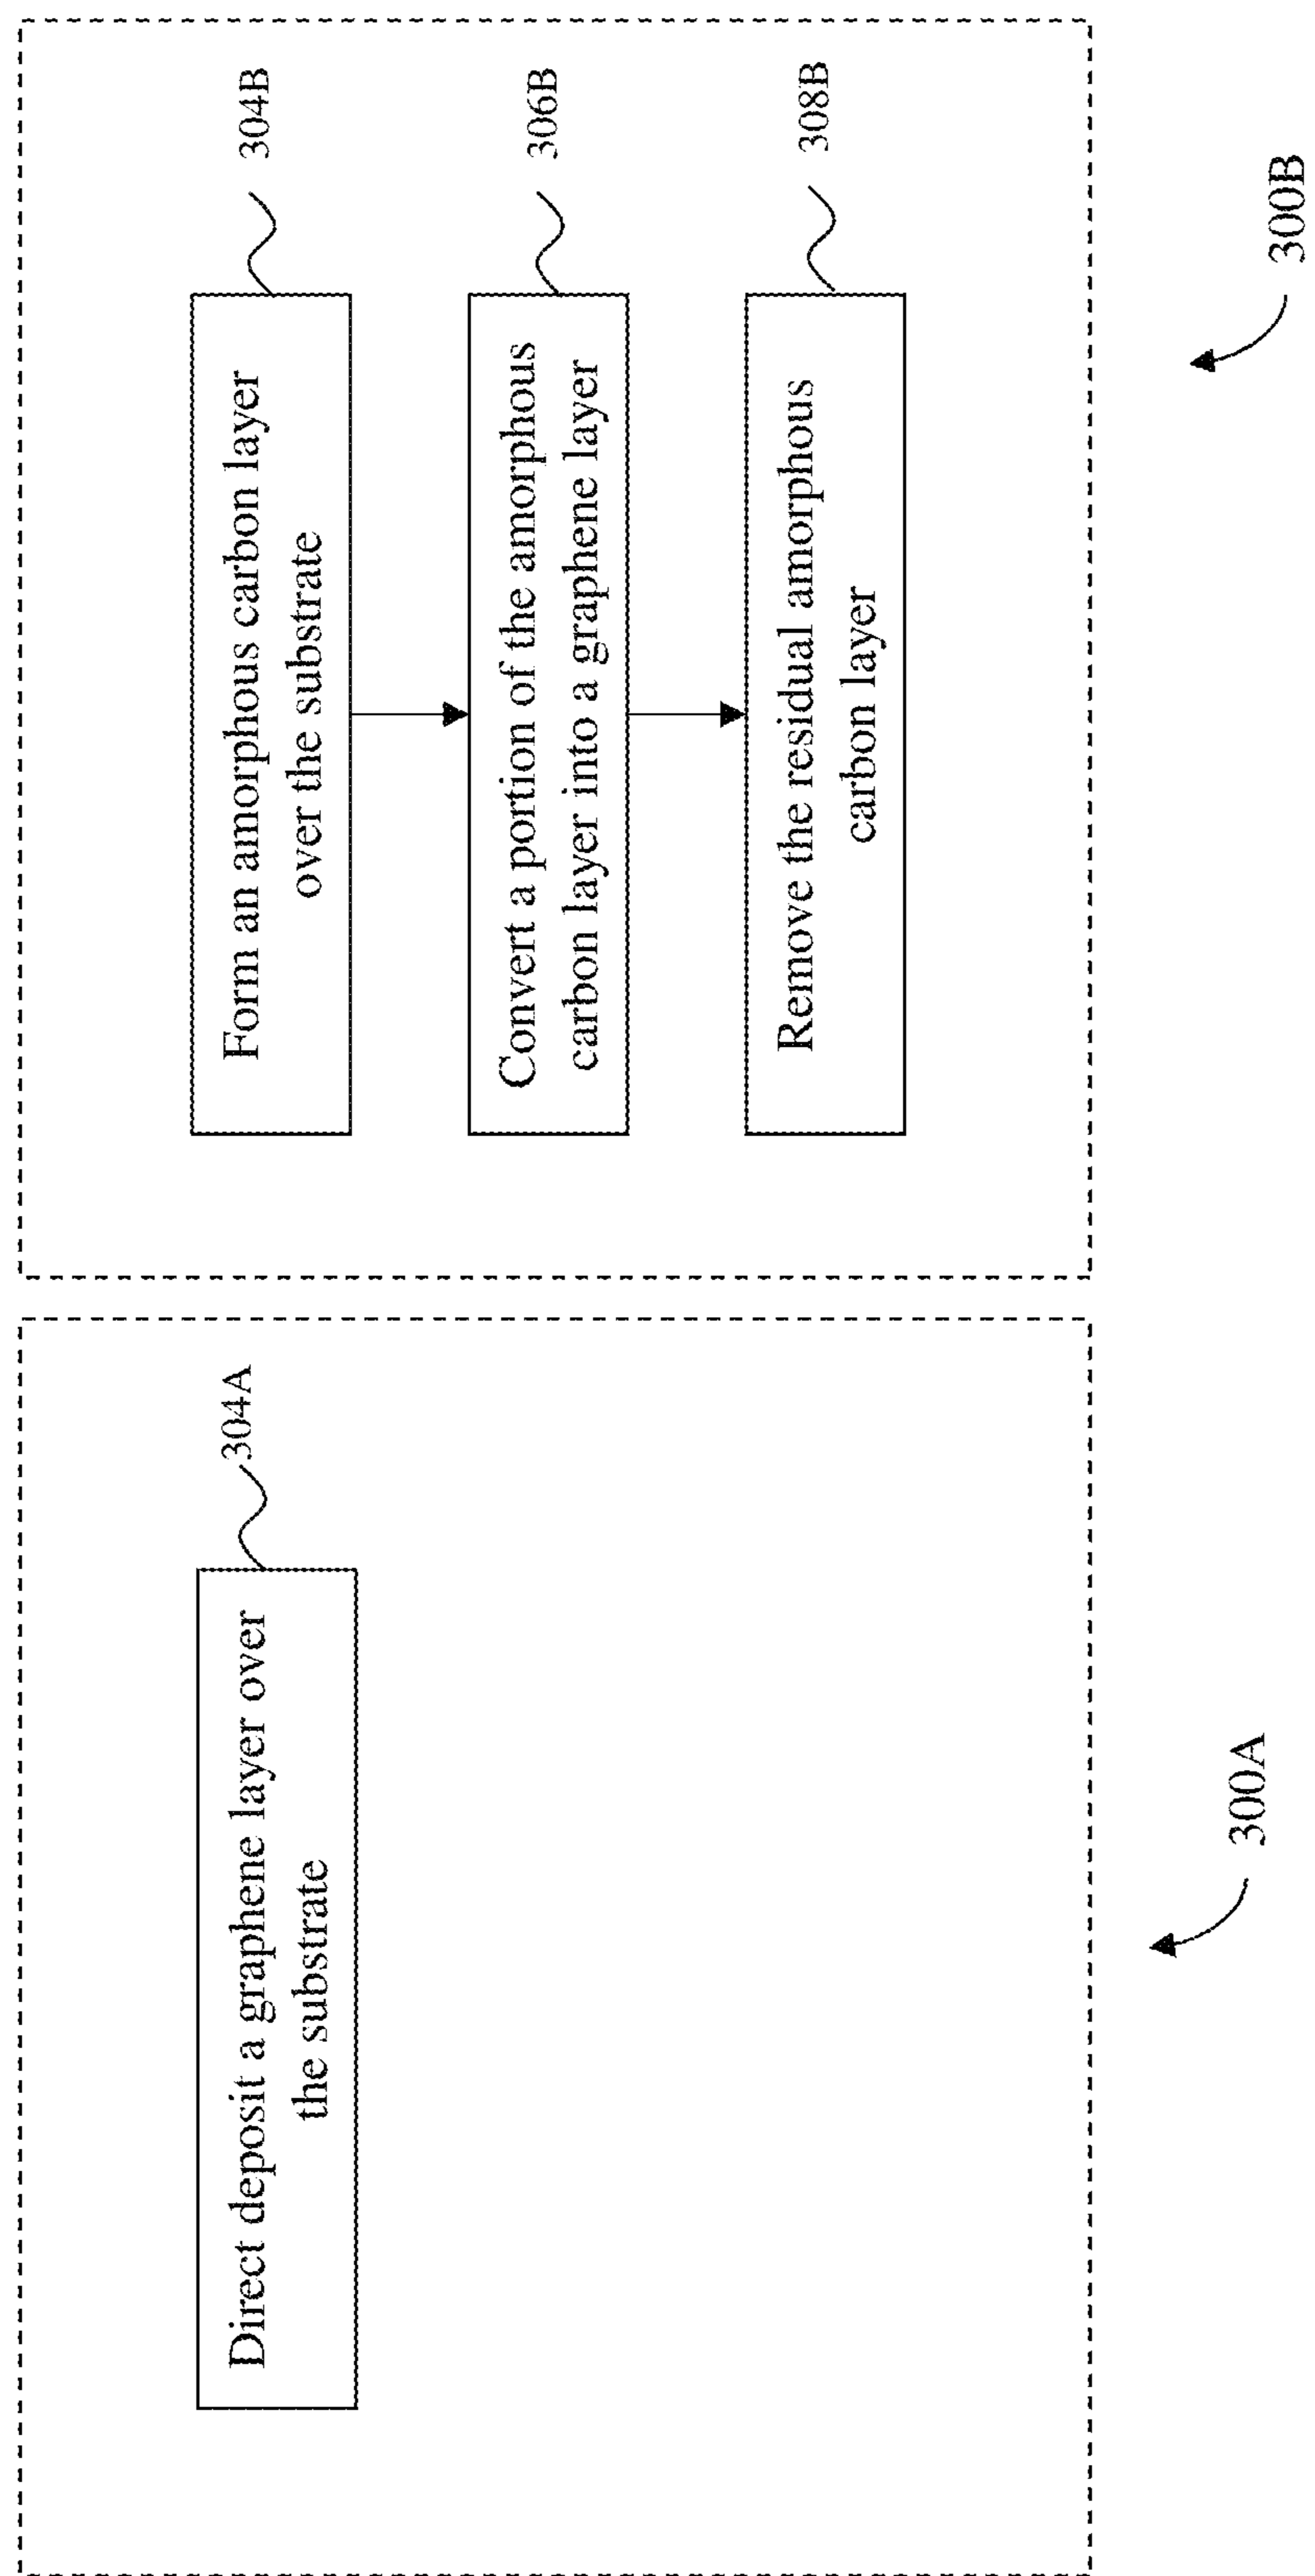 304A
Direct deposit a graphene layer over
the substrate
300A
304B
Form an amorphous carbon layer
over the substrate
306B
Convert a portion of the amorphous
carbon layer into a graphene layer
308B
Remove the residual amorphous
carbon layer
300B